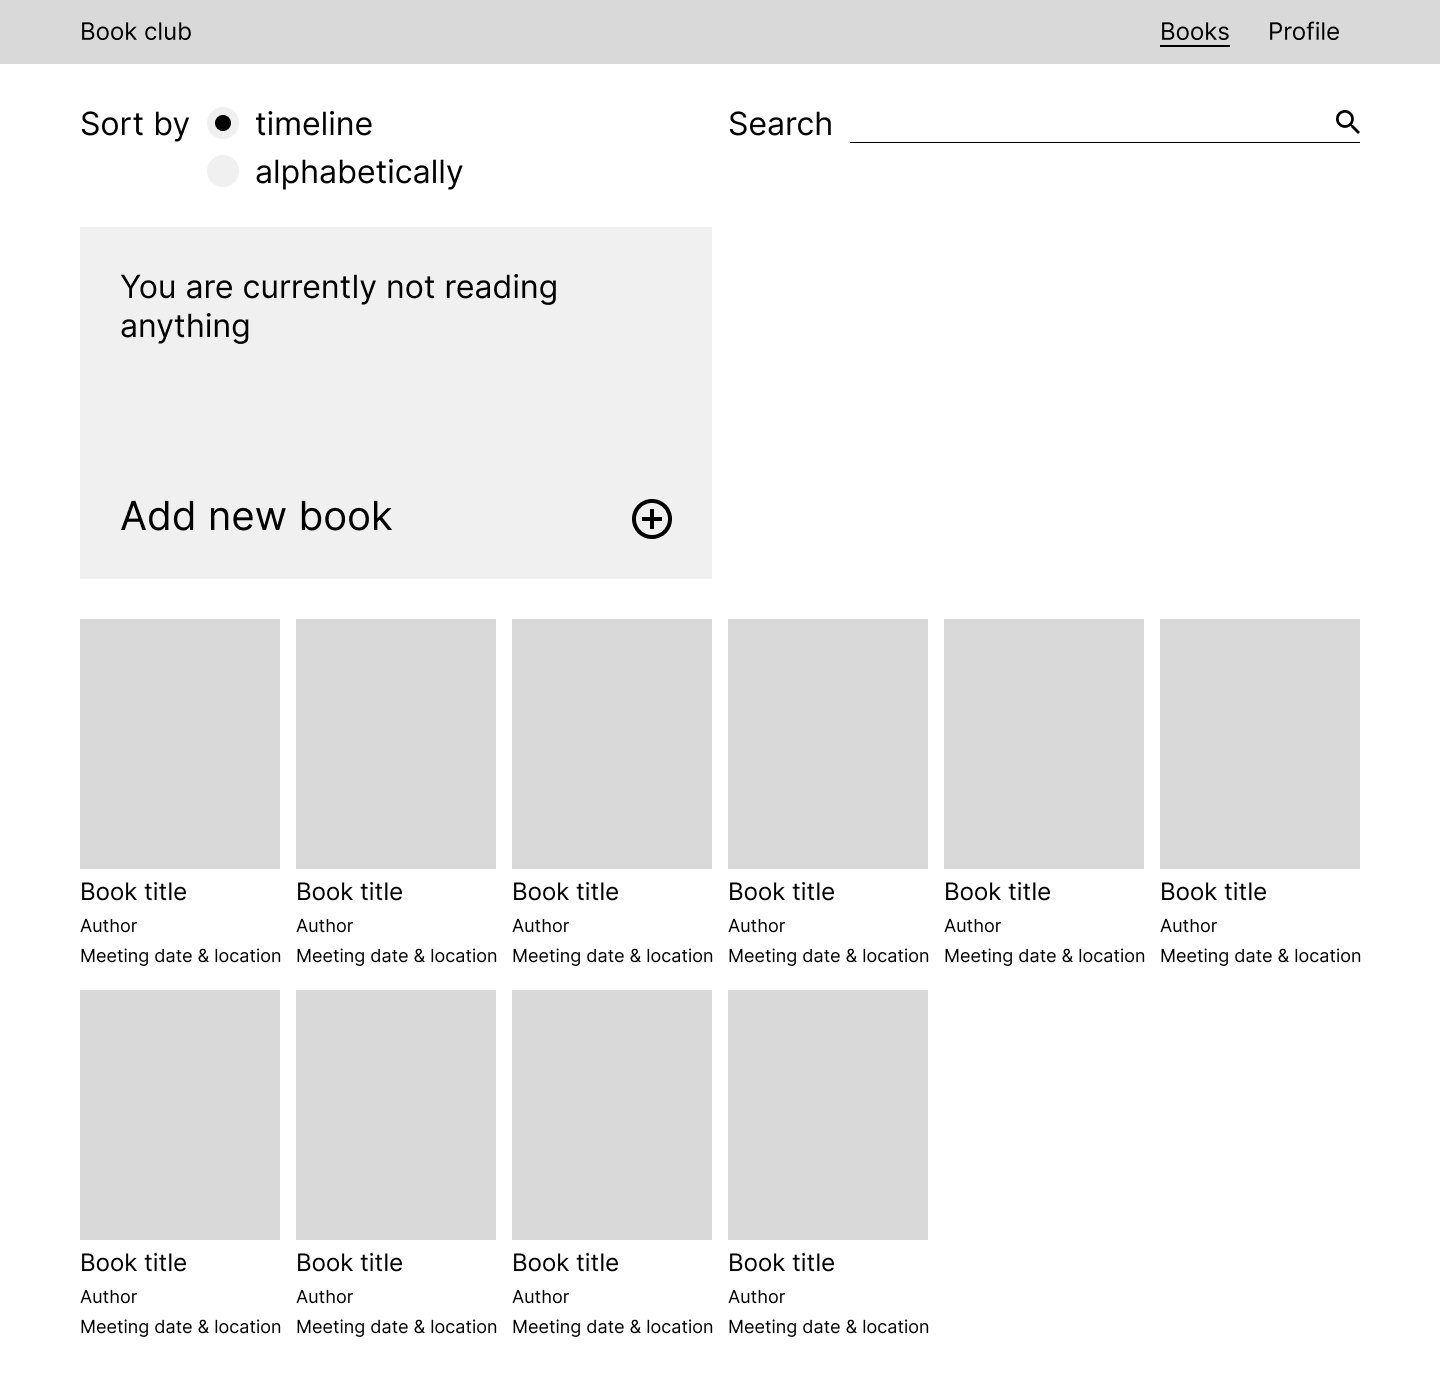 Book club
Books
Profile
Sort by
timeline
Search
alphabetically
You are currently not reading
anything
Add new book
Book title
Author
Meeting date & location
Book title
Author
Meeting date & location
Book title
Author
Meeting date & location
Book title
Author
Meeting date & location
Book title
Author
Meeting date & location
Book title
Author
Meeting date & location
Book title
Author
Meeting date & location
Book title
Author
Meeting date & location
Book title
Author
Meeting date & location
Book title
Author
Meeting date & location